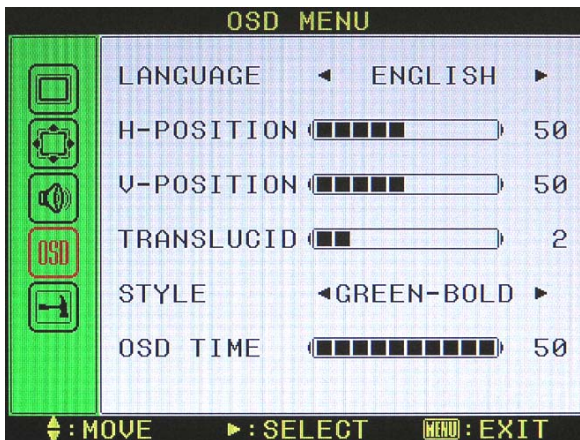 OSD MENU
LANGUAGE ◄ ENGLISH ►
H-POSITION 50
V-POSITION 50
TRANSLUCID 2
OSD
STYLE ◄GREEN-BOLD ►
OSD TIME 50
:MOVE ►:SELECT MENU:EXIT